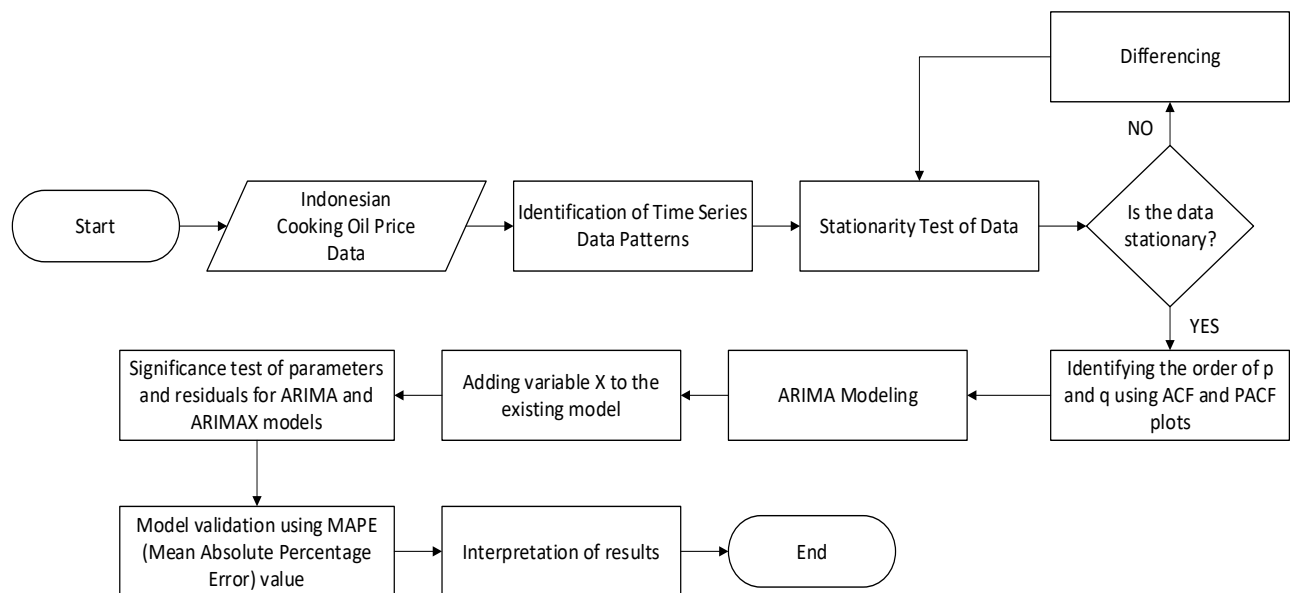 Start
Indonesian
Cooking Oil Price
Data
Identification of Time Series
Data Patterns
Stationarity Test of Data
Is the data
stationary?
NO
Differencing
YES
Identifying the order of p
and q using ACF and PACF
plots
ARIMA Modeling
Adding variable X to the
existing model
Significance test of parameters
and residuals for ARIMA and
ARIMAX models
Model validation using MAPE
(Mean Absolute Percentage
Error) value
Interpretation of results
End